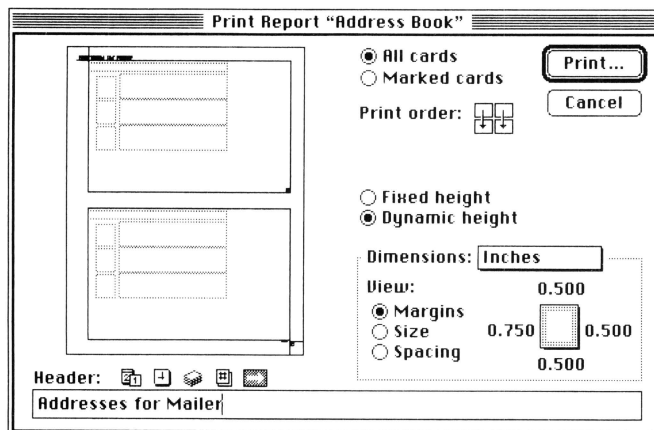 Print Report “Address Book”
All cards
Marked cards
Print...
Cancel
Print order:
Fixed height
Dynamic height
Dimensions: Inches
View:
0.500
Margins
Size
Spacing
0.750
0.500
0.500
Header:
Addresses for Mailer